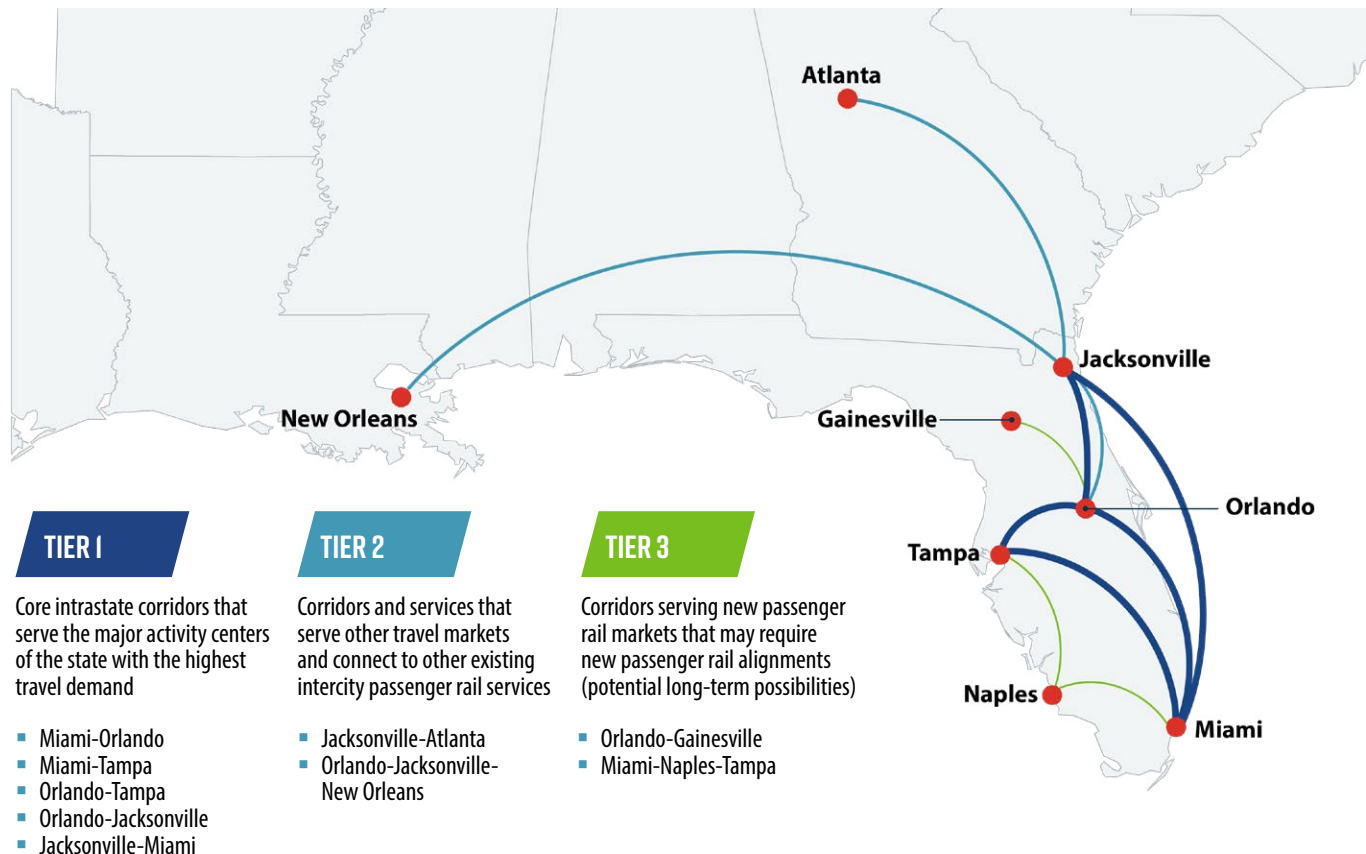 Atlanta
Jacksonville
New Orleans
Gainesville
Orlando
Tampa
Naples
Miami
TIER 1
Core intrastate corridors that
serve the major activity centers
of the state with the highest
travel demand
▪ Miami-Orlando
▪ Miami-Tampa
▪ Orlando-Tampa
▪ Orlando-Jacksonville
▪ Jacksonville-Miami
TIER 2
Corridors and services that
serve other travel markets
and connect to other existing
intercity passenger rail services
▪ Jacksonville-Atlanta
▪ Orlando-Jacksonville-
New Orleans
TIER 3
Corridors serving new passenger
rail markets that may require
new passenger rail alignments
(potential long-term possibilities)
▪ Orlando-Gainesville
▪ Miami-Naples-Tampa